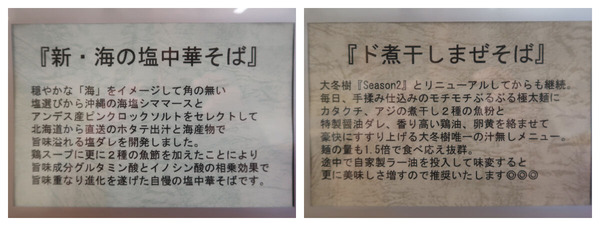 『新・海の塩中華そば』
穏やかな「海」をイメージして角の無い
塩選びから沖縄の海塩シママースと
アンデス産ピンクロックソルトをセレクトして
北海道から直送のホタテ出汁と海産物で
旨味溢れる塩ダレを開発しました。
鶏スープに更に2種の魚節を加えたことにより
旨味成分グルタミン酸とイノシン酸の相乗効果で
旨味重なり進化を遂げた自慢の塩中華そばです。
『ド煮干しまぜそば』
大冬樹『Season2』とリニューアルしてからも継続。
毎日、手揉み仕込みのモチモチぷるぷる極太麺に
カタクチ、アジの煮干し2種の魚粉と
特製醤油ダレ、香り高い鶏油、卵黄を絡ませて
豪快にすすり上げる大冬樹唯一の汁無しメニュー。
麺の量も1.5倍で食べ応え抜群。
途中で自家製ラー油を投入して味変すると
更に美味しさ増すので推奨いたします◎◎◎